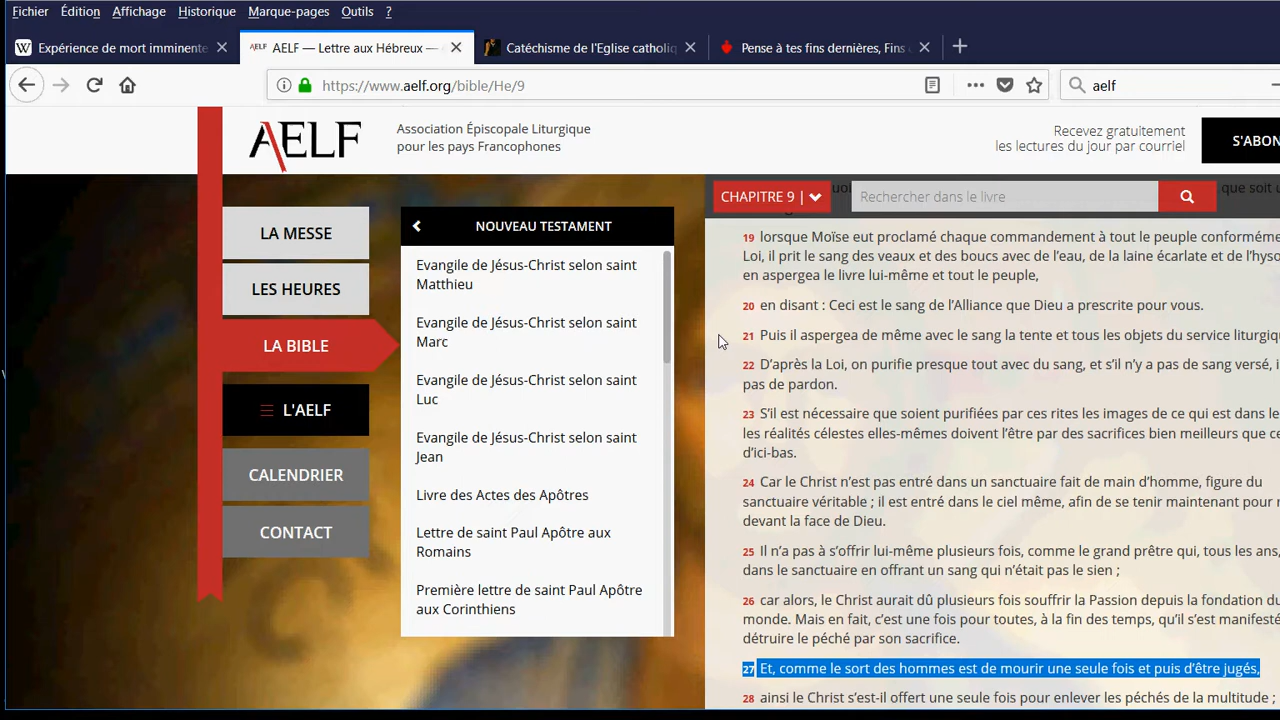 Fichier Édition Affichage Historique Marque-pages Outils ?
Expérience de mort imminente
AELF — Lettre aux Hébreux —
Catéchisme de l'Eglise catholiq
Pense à tes fins dernières, Fins
https://www.aelf.org/bible/He/9
aelf
AELF
Association Épiscopale Liturgique
pour les pays Francophones
Recevez gratuitement
les lectures du jour par courriel
S'ABON
LA MESSE
LES HEURES
LA BIBLE
L'AELF
CALENDRIER
CONTACT
NOUVEAU TESTAMENT
Evangile de Jésus-Christ selon saint
Matthieu
Evangile de Jésus-Christ selon saint
Marc
Evangile de Jésus-Christ selon saint
Luc
Evangile de Jésus-Christ selon saint
Jean
Livre des Actes des Apôtres
Lettre de saint Paul Apôtre aux
Romains
Première lettre de saint Paul Apôtre
aux Corinthiens
CHAPITRE 9 |
Rechercher dans le livre
que soit
19 lorsque Moïse eut proclamé chaque commandement à tout le peuple conforméme
Loi, il prit le sang des veaux et des boucs avec de l'eau, de la laine écarlate et de l'hyso
en aspergea le livre lui-même et tout le peuple,
20 en disant : Ceci est le sang de l'Alliance que Dieu a prescrite pour vous.
21 Puis il aspergea de même avec le sang la tente et tous les objets du service liturgiqu
22 D'après la Loi, on purifie presque tout avec du sang, et s'il n'y a pas de sang versé, i
pas de pardon.
23 S'il est nécessaire que soient purifiées par ces rites les images de ce qui est dans le
les réalités célestes elles-mêmes doivent l'être par des sacrifices bien meilleurs que ce
d'ici-bas.
24 Car le Christ n'est pas entré dans un sanctuaire fait de main d'homme, figure du
sanctuaire véritable ; il est entré dans le ciel même, afin de se tenir maintenant pour
devant la face de Dieu.
25 Il n'a pas à s'offrir lui-même plusieurs fois, comme le grand prêtre qui, tous les ans,
dans le sanctuaire en offrant un sang qui n'était pas le sien ;
26 car alors, le Christ aurait dû plusieurs fois souffrir la Passion depuis la fondation du
monde. Mais en fait, c'est une fois pour toutes, à la fin des temps, qu'il s'est manifesté
détruire le péché par son sacrifice.
27 Et, comme le sort des hommes est de mourir une seule fois et puis d'être jugés,
28 ainsi le Christ s'est-il offert une seule fois pour enlever les péchés de la multitude ;